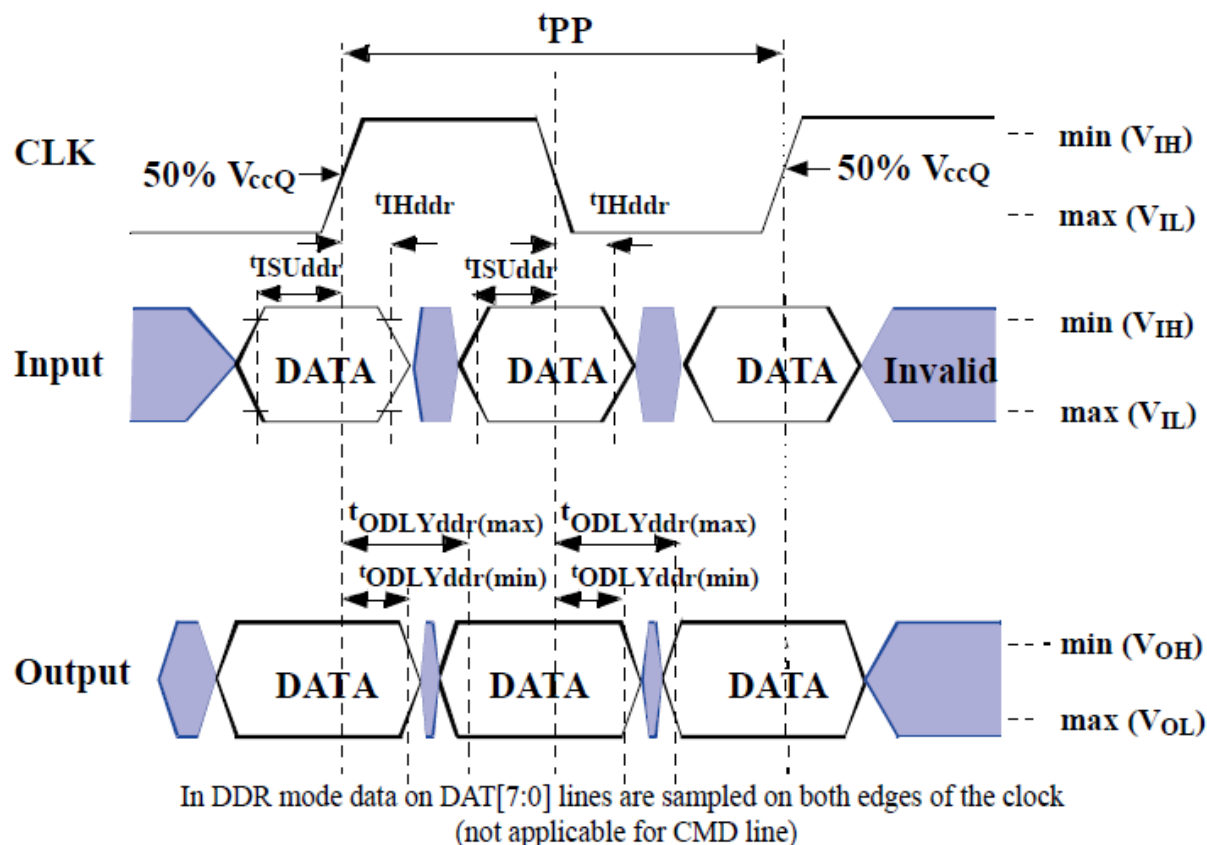 tPP
CLK
50% VccQ
50% VccQ
min (VIH)
max (VIL)
tIHddr
tIHddr
tISUddr
tISUddr
Input
DATA
DATA
DATA
Invalid
min (VIH)
max (VIL)
tODLYddr(max)
tODLYddr(max)
tODLYddr(min)
tODLYddr(min)
Output
DATA
DATA
DATA
min (VOH)
max (VOL)
In DDR mode data on DAT[7:0] lines are sampled on both edges of the clock
(not applicable for CMD line)